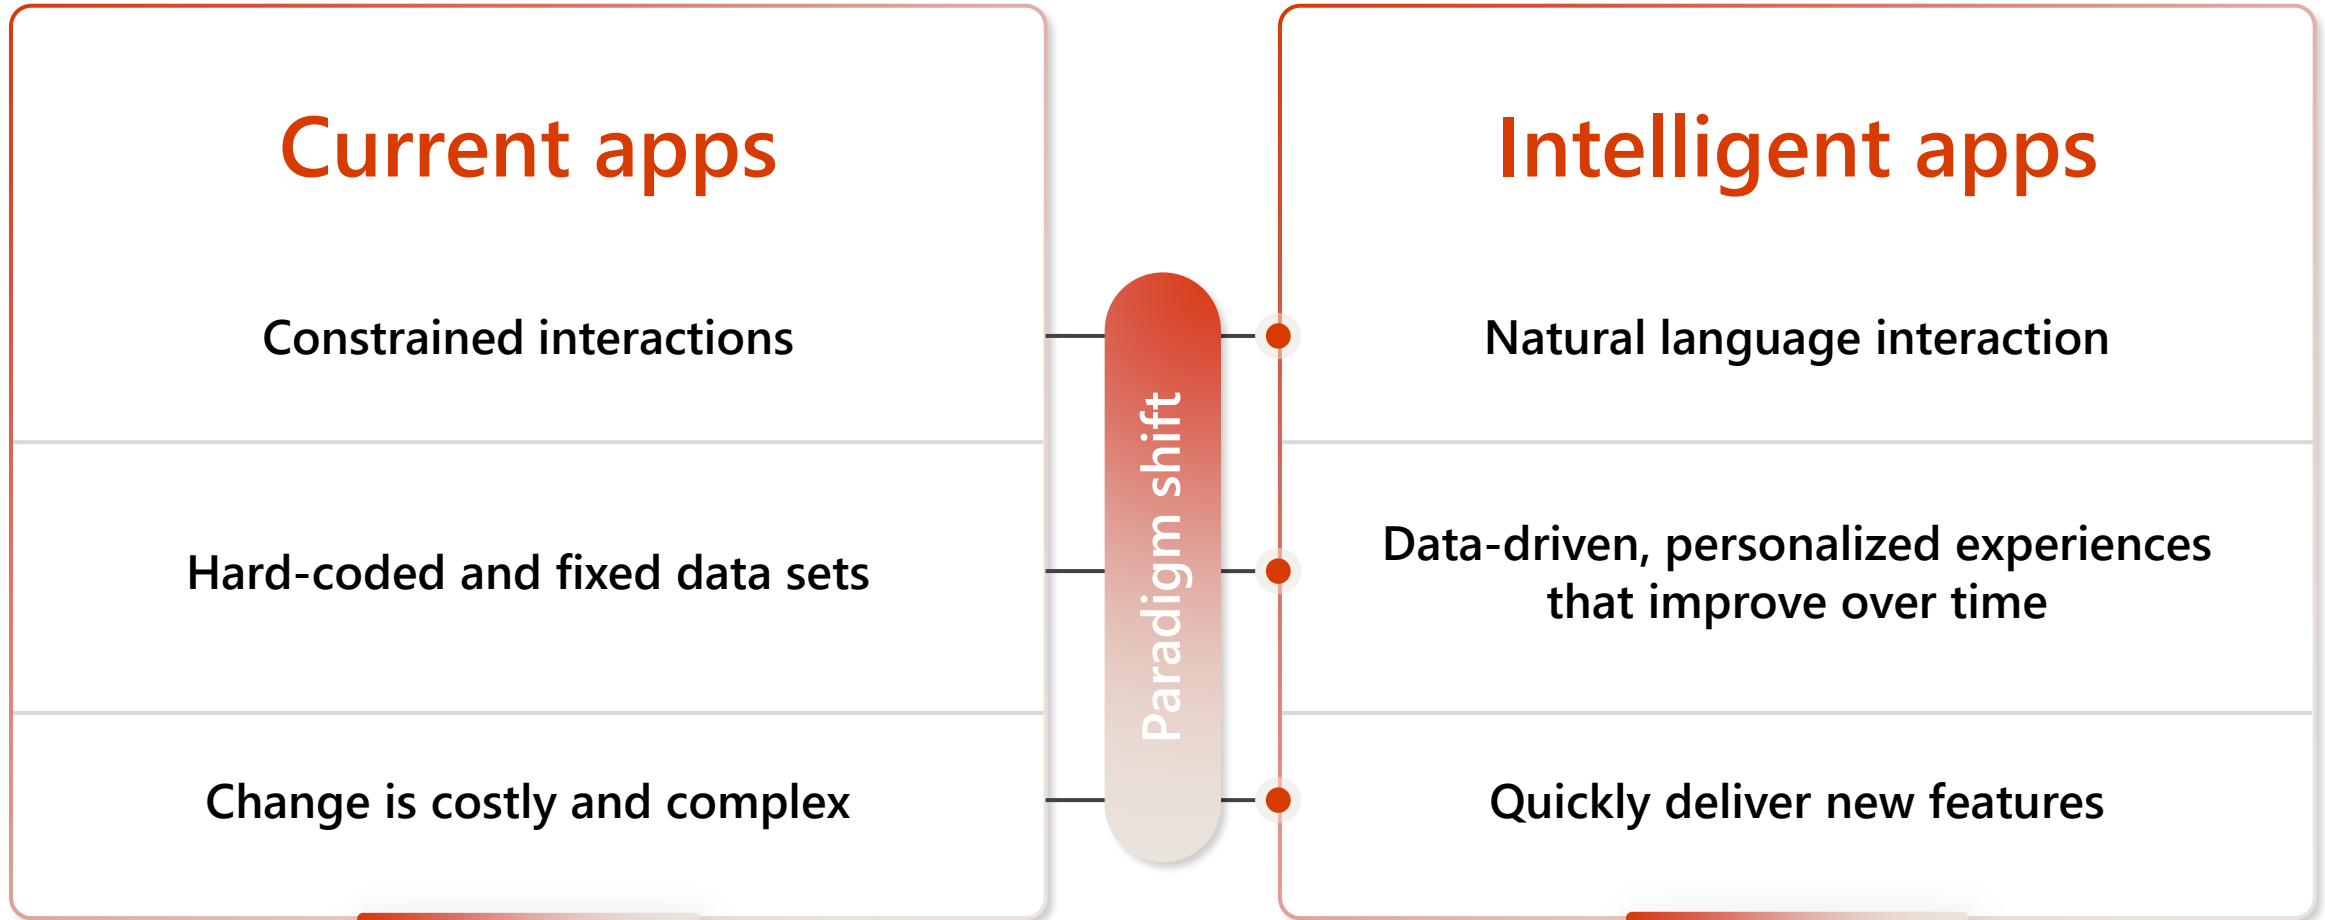 Current apps
Constrained interactions
Hard-coded and fixed data sets
Change is costly and complex
Paradigm shift
Intelligent apps
Natural language interaction
Data-driven, personalized experiences
that improve over time
Quickly deliver new features